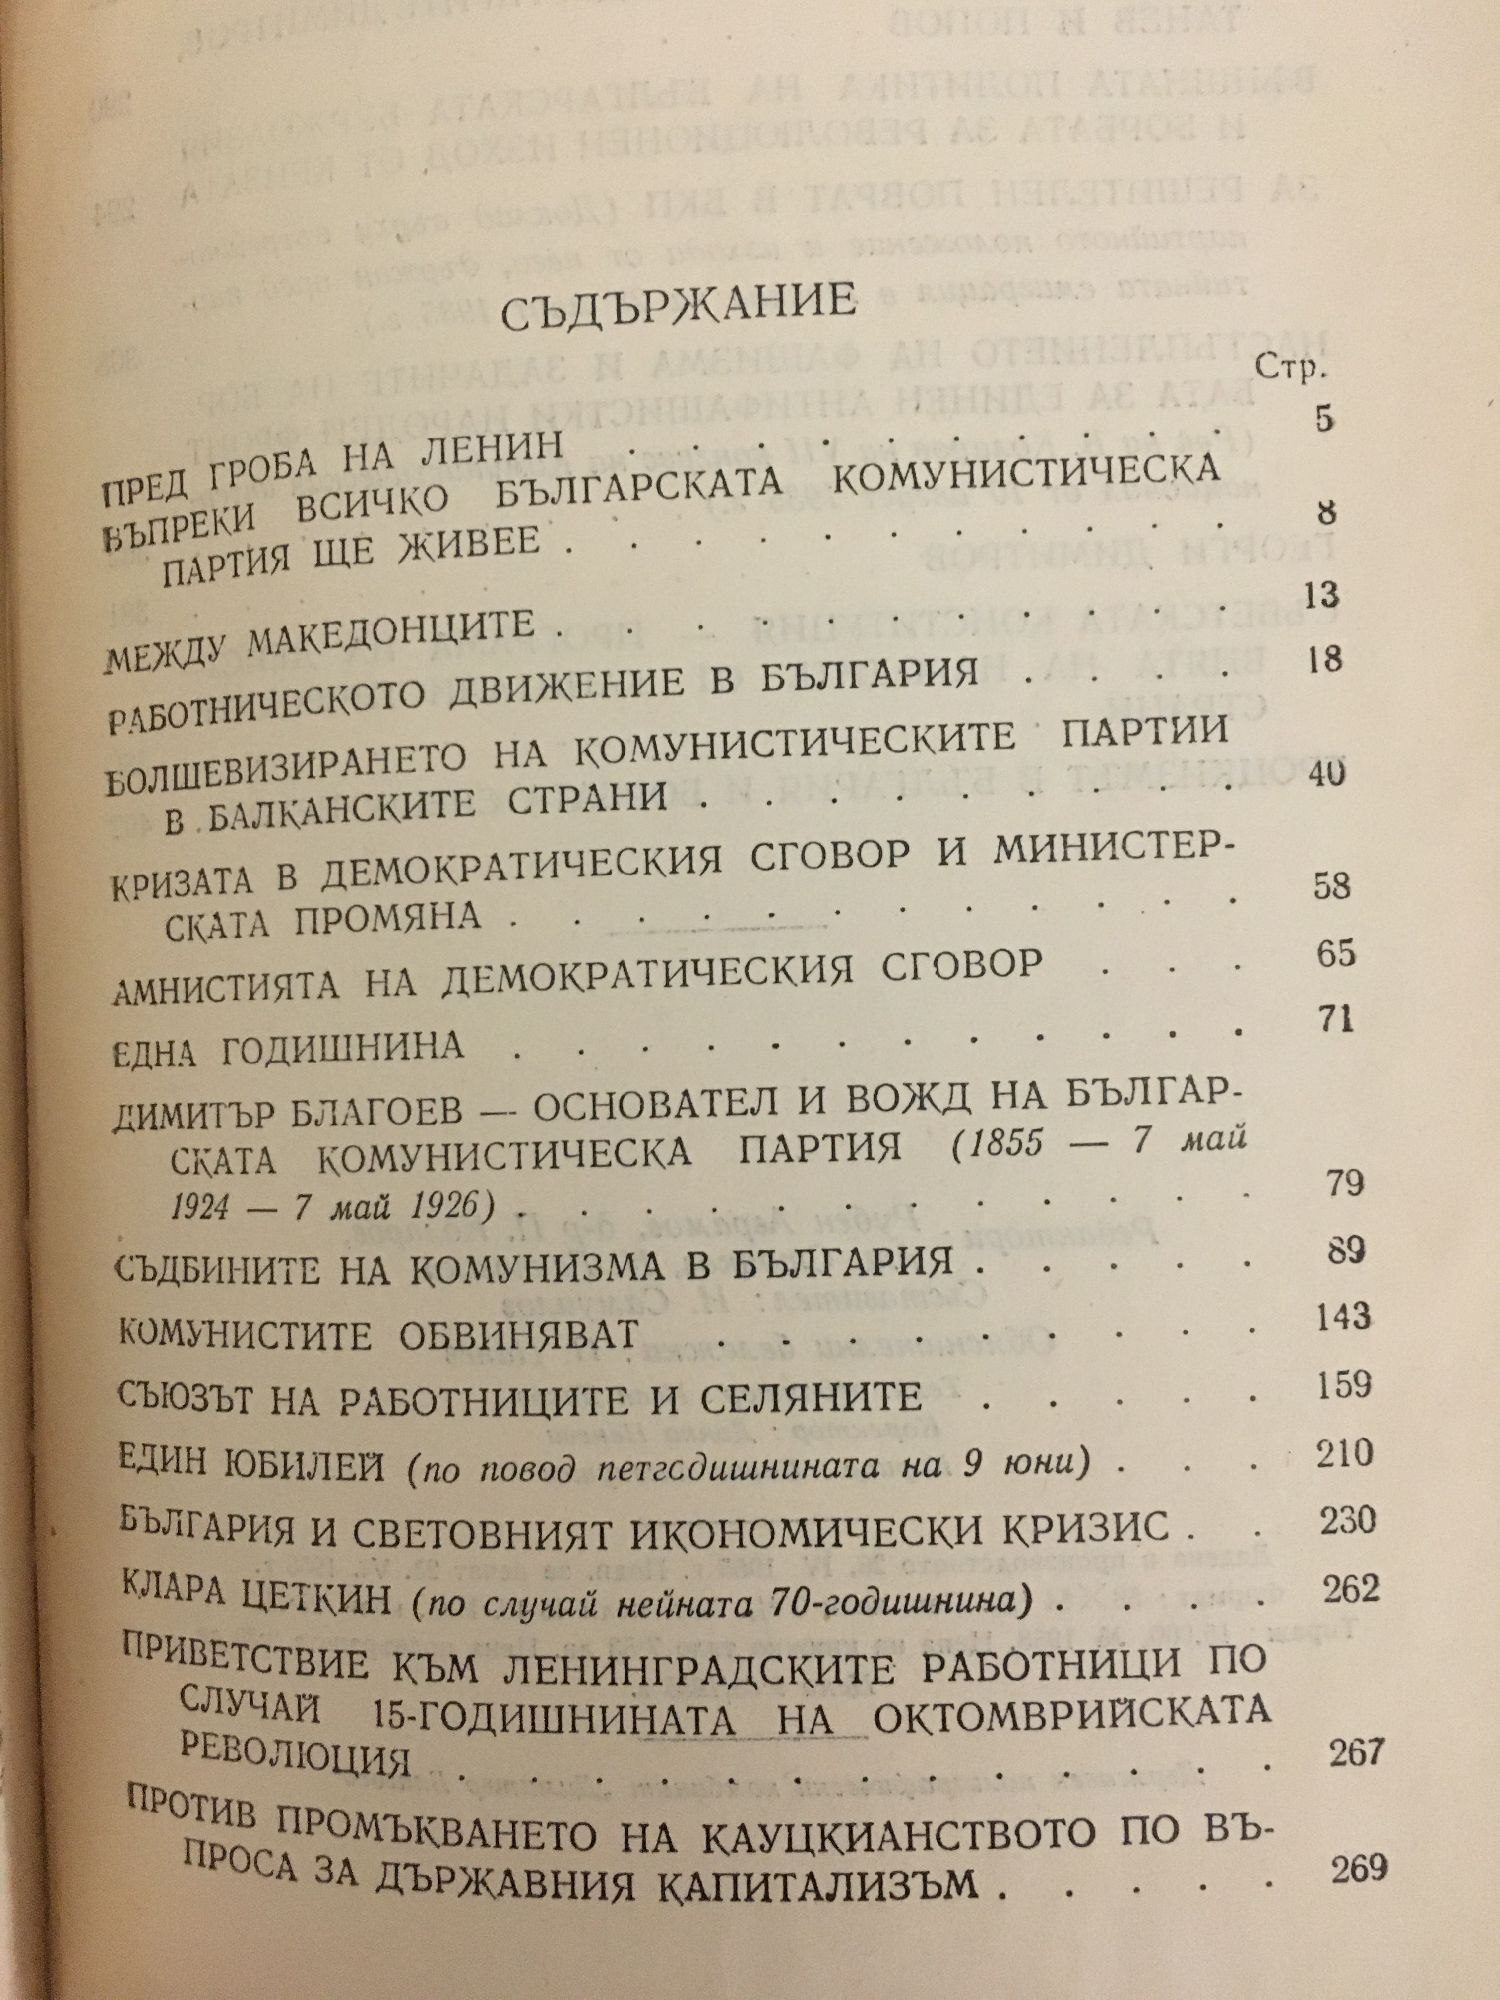 СЪДЪРЖАНИЕ
Стр.
ПРЕД ГРОБА НА ЛЕНИН . . . . . . . . . . 5
ВЪПРЕКИ ВСИЧКО БЪЛГАРСКАТА КОМУНИСТИЧЕСКА
ПАРТИЯ ЩЕ ЖИВЕЕ . . . . . . . . . . . 8
МЕЖДУ МАКЕДОНЦИТЕ . . . . . . . . . . . 13
РАБОТНИЧЕСКОТО ДВИЖЕНИЕ В БЪЛГАРИЯ . . . . 18
БОЛШЕВИЗИРАНЕТО НА КОМУНИСТИЧЕСКИТЕ ПАРТИИ
В БАЛКАНСКИТЕ СТРАНИ . . . . . . . . . 40
КРИЗАТА В ДЕМОКРАТИЧЕСКИЯ СГОВОР И МИНИСТЕР-
СКАТА ПРОМЯНА . . . . . . . . . . . . 58
АМНИСТИЯТА НА ДЕМОКРАТИЧЕСКИЯ СГОВОР . . . 65
ЕДНА ГОДИШНИНА . . . . . . . . . . . . 71
ДИМИТЪР БЛАГОЕВ — ОСНОВАТЕЛ И ВОЖД НА БЪЛГАР-
СКАТА КОМУНИСТИЧЕСКА ПАРТИЯ (1855 — 7 май
1924 — 7 май 1926) . . . . . . . . . . . . 79
СЪДБИНИТЕ НА КОМУНИЗМА В БЪЛГАРИЯ . . . . . 89
КОМУНИСТИТЕ ОБВИНЯВАТ . . . . . . . . . 143
СЪЮЗЪТ НА РАБОТНИЦИТЕ И СЕЛЯНИТЕ . . . . . 159
ЕДИН ЮБИЛЕЙ (по повод петгсдишнината на 9 юни) . . . 210
БЪЛГАРИЯ И СВЕТОВНИЯТ ИКОНОМИЧЕСКИ КРИЗИС . . 230
КЛАРА ЦЕТКИН (по случай нейната 70-годишнина) . . . . 262
ПРИВЕТСТВИЕ КЪМ ЛЕНИНГРАДСКИТЕ РАБОТНИЦИ ПО
СЛУЧАЙ 15-ГОДИШНИНАТА НА ОКТОМВРИЙСКАТА
РЕВОЛЮЦИЯ . . . . . . . . . . . . . 267
ПРОТИВ ПРОМЪКВАНЕТО НА КАУЦКИАНСТВОТО ПО ВЪ-
ПРОСА ЗА ДЪРЖАВНИЯ КАПИТАЛИЗЪМ . . . . . 269